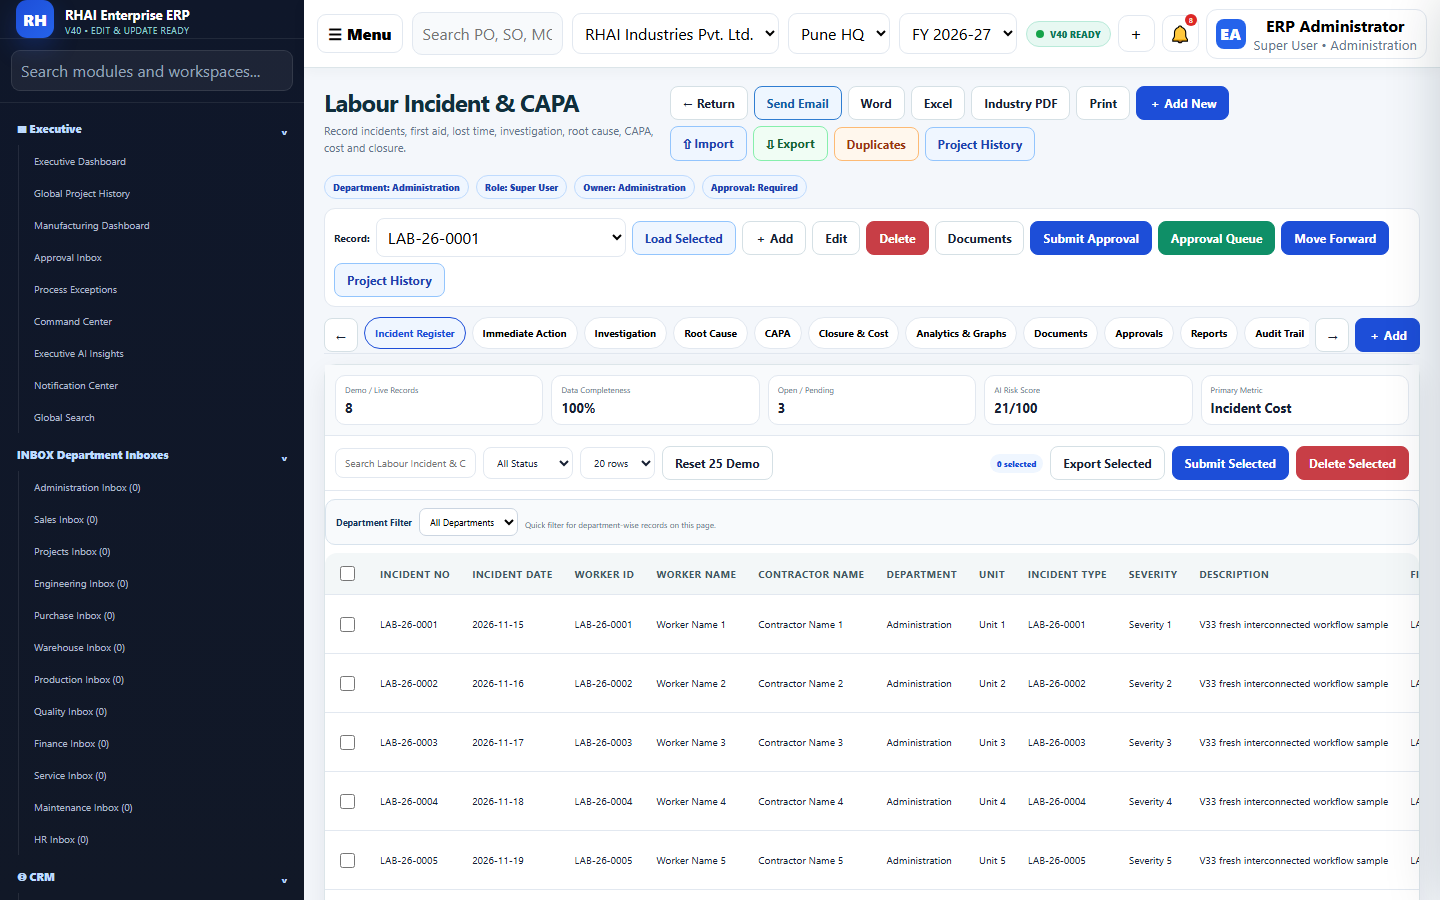 RH
RHAI Enterprise ERP
V40 • EDIT & UPDATE READY
Search modules and workspaces...
Executive
Executive Dashboard
Global Project History
Manufacturing Dashboard
Approval Inbox
Process Exceptions
Command Center
Executive AI Insights
Notification Center
Global Search
INBOX Department Inboxes
Administration Inbox (0)
Sales Inbox (0)
Projects Inbox (0)
Engineering Inbox (0)
Purchase Inbox (0)
Warehouse Inbox (0)
Production Inbox (0)
Quality Inbox (0)
Finance Inbox (0)
Service Inbox (0)
Maintenance Inbox (0)
HR Inbox (0)
CRM
☰ Menu
Search PO, SO, MC
RHAI Industries Pvt. Ltd.
Pune HQ
FY 2026-27
V40 READY
+
8
EA
ERP Administrator
Super User • Administration
Labour Incident & CAPA
Record incidents, first aid, lost time, investigation, root cause, CAPA,
cost and closure.
← Return
Send Email
Word
Excel
Industry PDF
Print
+ Add New
⇧ Import
⇩ Export
Duplicates
Project History
Department: Administration
Role: Super User
Owner: Administration
Approval: Required
Record:
LAB-26-0001
Load Selected
+ Add
Edit
Delete
Documents
Submit Approval
Approval Queue
Move Forward
Project History
←
Incident Register
Immediate Action
Investigation
Root Cause
CAPA
Closure & Cost
Analytics & Graphs
Documents
Approvals
Reports
Audit Trail
→
+ Add
Demo / Live Records
8
Data Completeness
100%
Open / Pending
3
AI Risk Score
21/100
Primary Metric
Incident Cost
Search Labour Incident & C
All Status
20 rows
Reset 25 Demo
0 selected
Export Selected
Submit Selected
Delete Selected
Department Filter
All Departments
Quick filter for department-wise records on this page.
INCIDENT NO INCIDENT DATE WORKER ID WORKER NAME CONTRACTOR NAME DEPARTMENT UNIT INCIDENT TYPE SEVERITY DESCRIPTION FI
LAB-26-0001 2026-11-15 LAB-26-0001 Worker Name 1 Contractor Name 1 Administration Unit 1 LAB-26-0001 Severity 1 V33 fresh interconnected workflow sample LA
LAB-26-0002 2026-11-16 LAB-26-0002 Worker Name 2 Contractor Name 2 Administration Unit 2 LAB-26-0002 Severity 2 V33 fresh interconnected workflow sample LA
LAB-26-0003 2026-11-17 LAB-26-0003 Worker Name 3 Contractor Name 3 Administration Unit 3 LAB-26-0003 Severity 3 V33 fresh interconnected workflow sample LA
LAB-26-0004 2026-11-18 LAB-26-0004 Worker Name 4 Contractor Name 4 Administration Unit 4 LAB-26-0004 Severity 4 V33 fresh interconnected workflow sample LA
LAB-26-0005 2026-11-19 LAB-26-0005 Worker Name 5 Contractor Name 5 Administration Unit 5 LAB-26-0005 Severity 5 V33 fresh interconnected workflow sample LA